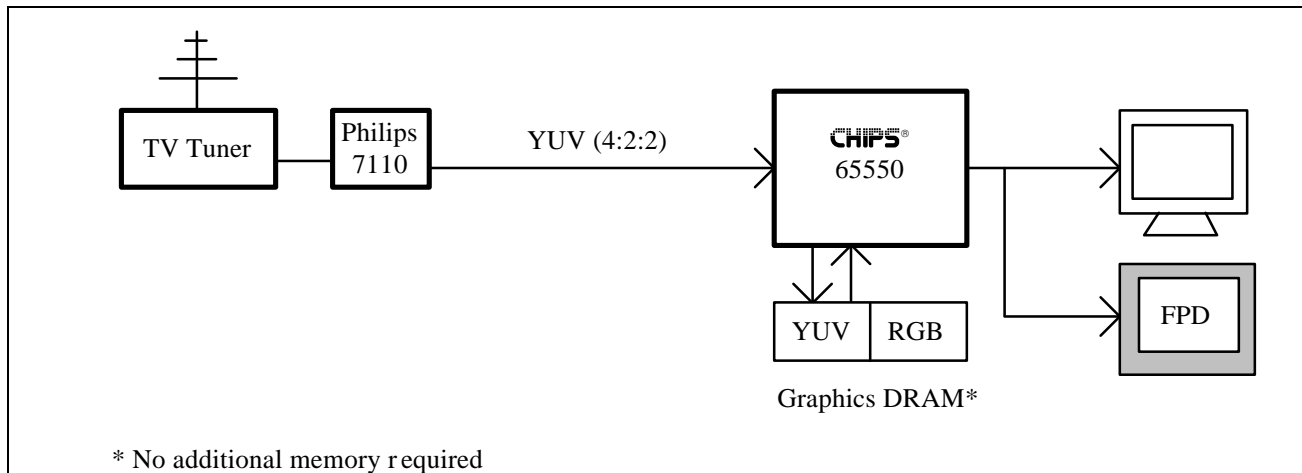 TV Tuner
Philips
7110
YUV (4:2:2)
CHIPS®
65550
YUV
RGB
FPD
Graphics DRAM*
* No additional memory required